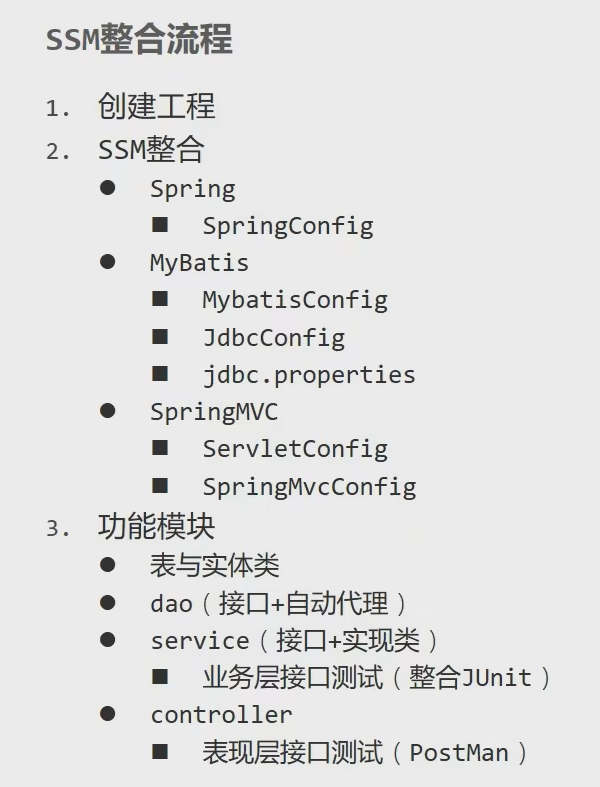 SSM整合流程
1. 创建工程
2. SSM整合
● Spring
■ SpringConfig
● MyBatis
■ MybatisConfig
■ JdbcConfig
■ jdbc.properties
● SpringMVC
■ ServletConfig
■ SpringMvcConfig
3. 功能模块
● 表与实体类
● dao（接口+自动代理）
● service（接口+实现类）
■ 业务层接口测试（整合JUnit）
● controller
■ 表现层接口测试（PostMan）